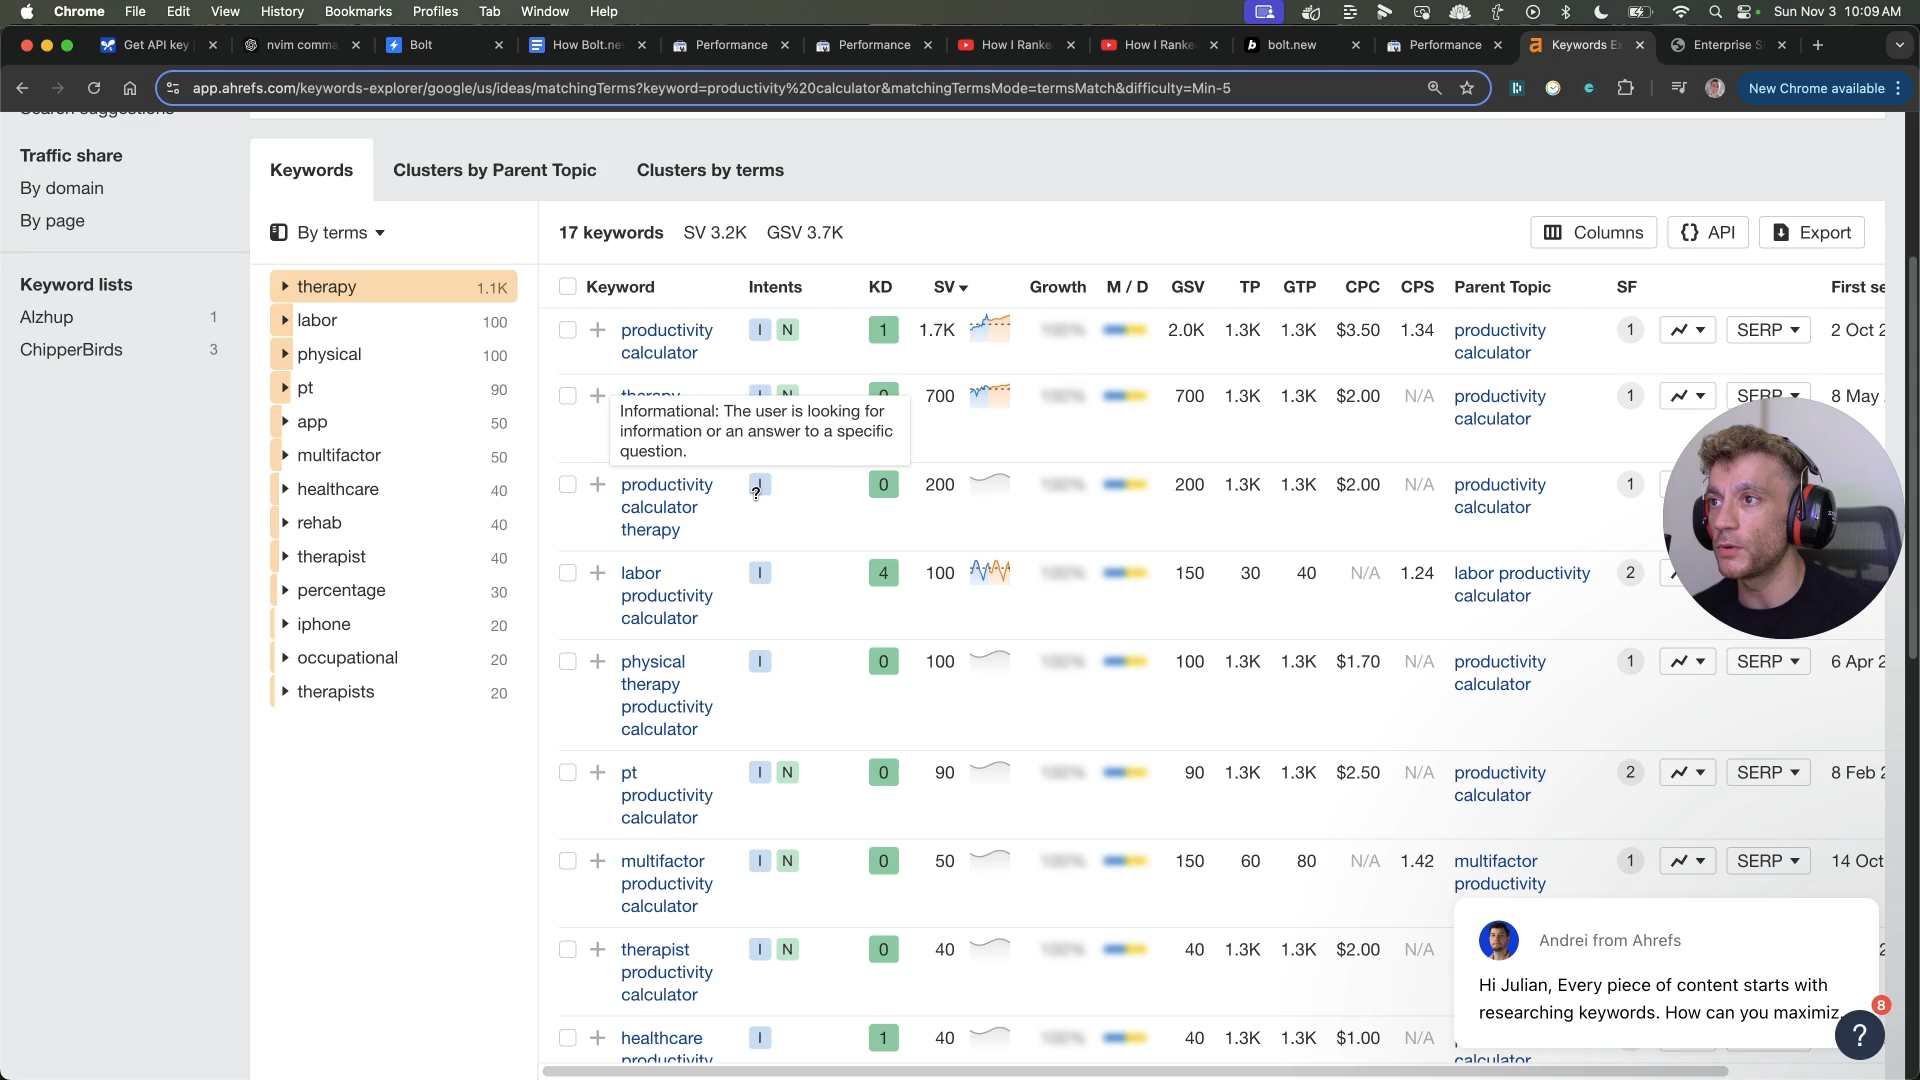 Chrome File Edit View History Bookmarks Profiles Tab Window Help Sun Nov 3 10:09 AM
Get API key nvim comma Bolt How Bolt.ne Performance Performance How I Ranke How I Ranke bolt.new Performance Keywords Ex Enterprise S
app.ahrefs.com/keywords-explorer/google/us/ideas/matchingTerms?keyword=productivity%20calculator&matchingTermsMode=termsMatch&difficulty=Min-5 New Chrome available
Search suggestions
Traffic share
By domain
By page
Keyword lists
Alzhup 1
ChipperBirds 3
Keywords Clusters by Parent Topic Clusters by terms
By terms
therapy 1.1K
labor 100
physical 100
pt 90
app 50
multifactor 50
healthcare 40
rehab 40
therapist 40
percentage 30
iphone 20
occupational 20
therapists 20
17 keywords SV 3.2K GSV 3.7K Columns API Export
Keyword Intents KD SV Growth M / D GSV TP GTP CPC CPS Parent Topic SF First se
productivity I N 1 1.7K 2.0K 1.3K 1.3K $3.50 1.34 productivity 1 SERP 2 Oct 2
calculator calculator
therapy I N 0 700 700 1.3K 1.3K $2.00 N/A productivity 1 SERP 8 May
calculator
Informational: The user is looking for
information or an answer to a specific
question.
productivity I 0 200 200 1.3K 1.3K $2.00 N/A productivity 1
calculator calculator
therapy
labor I 4 100 150 30 40 N/A 1.24 labor productivity 2
productivity calculator
calculator
physical I 0 100 100 1.3K 1.3K $1.70 N/A productivity 1 SERP 6 Apr 2
therapy calculator
productivity
calculator
pt I N 0 90 90 1.3K 1.3K $2.50 N/A productivity 2 SERP 8 Feb 2
productivity calculator
calculator
multifactor I N 0 50 150 60 80 N/A 1.42 multifactor 1 SERP 14 Oct
productivity productivity
calculator
therapist I N 0 40 40 1.3K 1.3K $2.00 N/A
productivity
calculator
healthcare I 1 40 40 1.3K 1.3K $1.00 N/A
productivity calculator
Andrei from Ahrefs
Hi Julian, Every piece of content starts with
researching keywords. How can you maximiz...
8
?